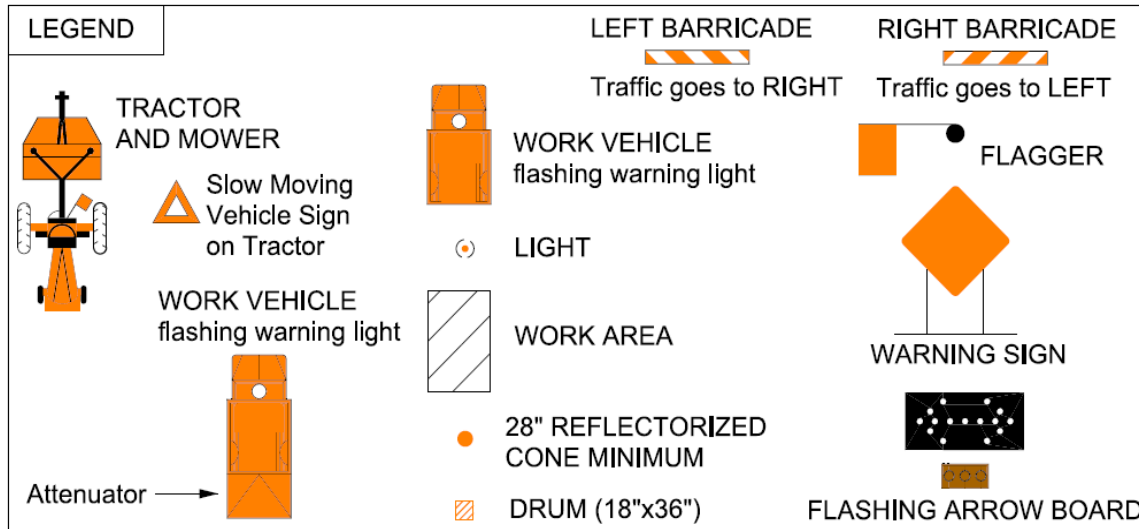 LEGEND
TRACTOR
AND MOWER
Slow Moving
Vehicle Sign
on Tractor
WORK VEHICLE
flashing warning light
Attenuator
WORK VEHICLE
flashing warning light
LIGHT
WORK AREA
28" REFLECTORIZED
CONE MINIMUM
DRUM (18"x36")
LEFT BARRICADE
Traffic goes to RIGHT
RIGHT BARRICADE
Traffic goes to LEFT
FLAGGER
WARNING SIGN
FLASHING ARROW BOARD